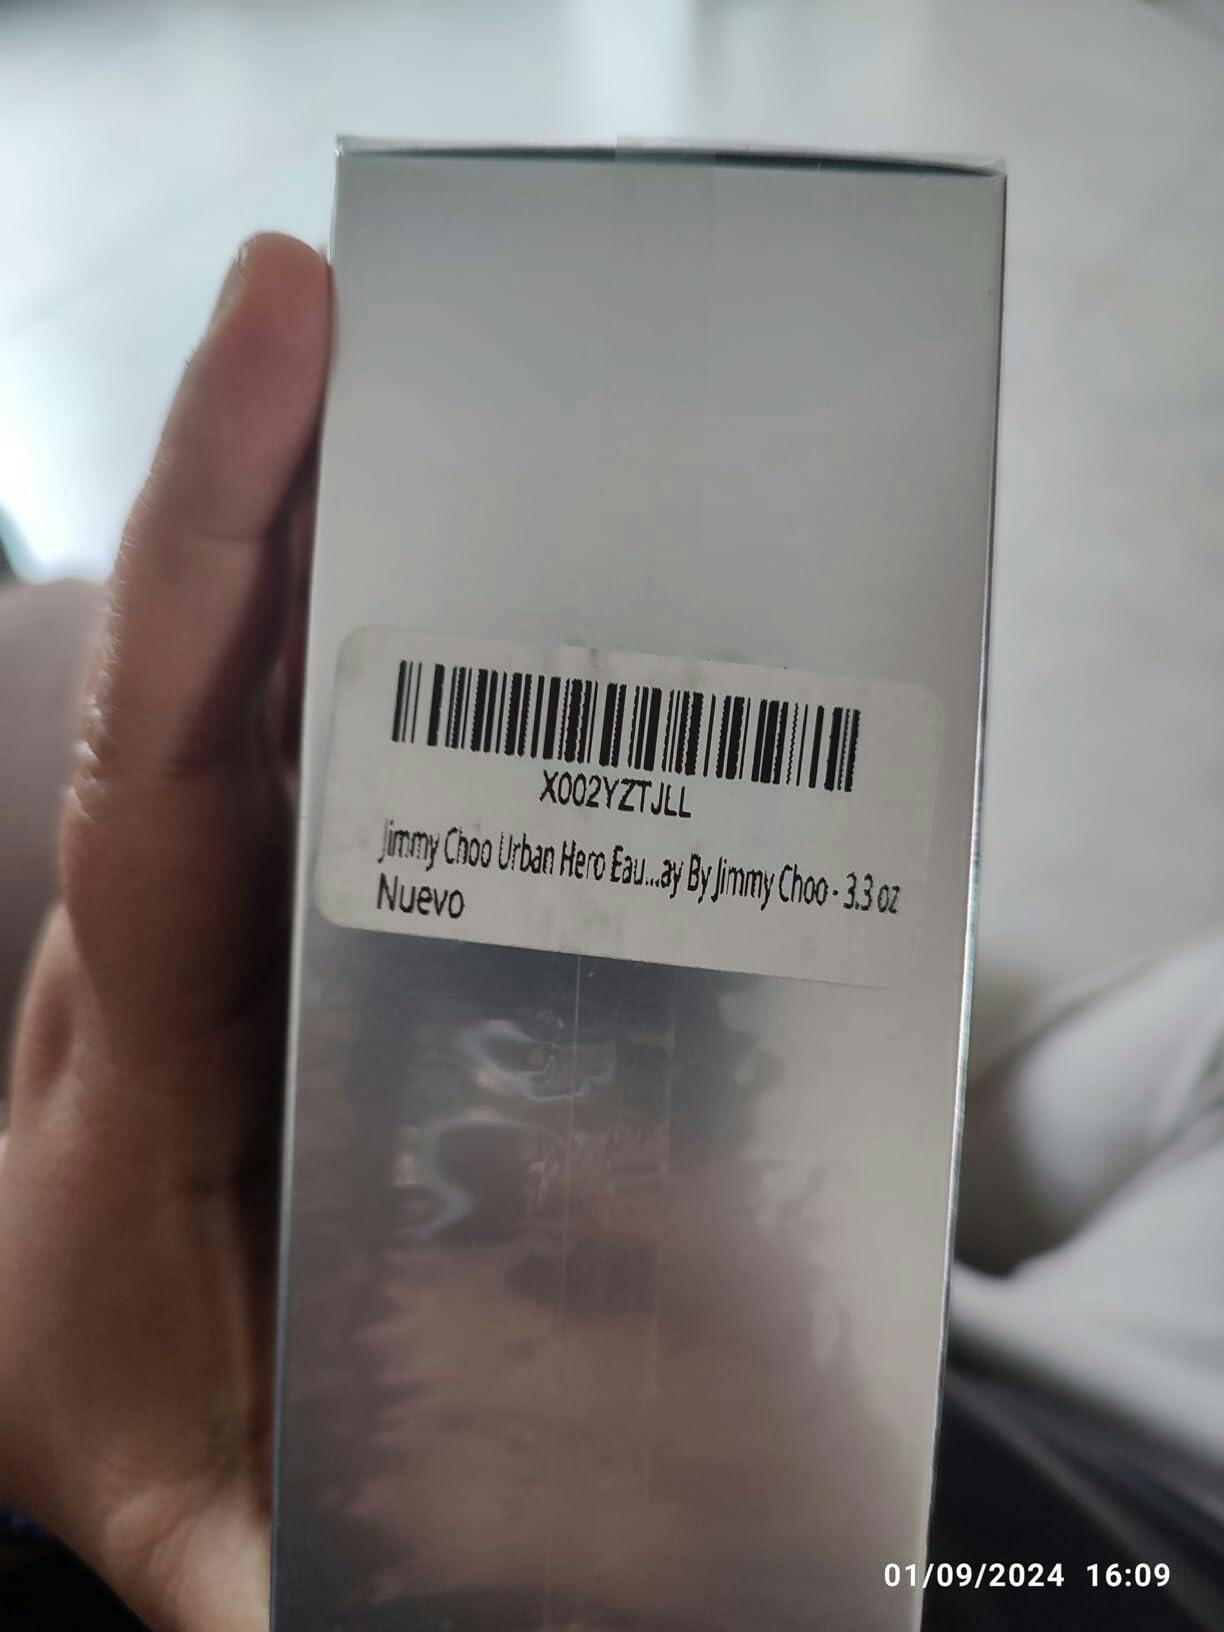 X002YZTJLL
Jimmy Choo Urban Hero Eau...ay By Jimmy Choo - 3.3 oz
Nuevo
01/09/2024 16:09